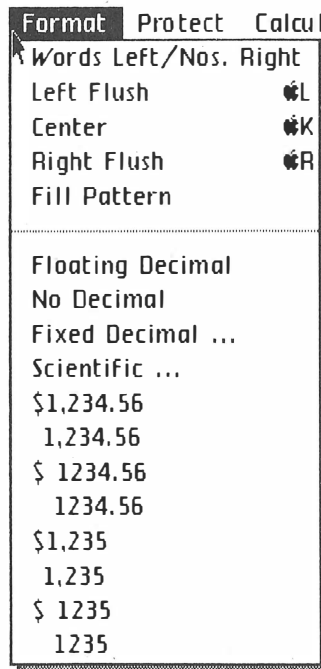 Format Protect Calcul
Words Left/Nos. Right
Left Flush L
Center K
Right Flush R
Fill Pattern
Floating Decimal
No Decimal
Fixed Decimal ...
Scientific ...
$1,234.56
1,234.56
$ 1234.56
1234.56
$1,235
1,235
$ 1235
1235